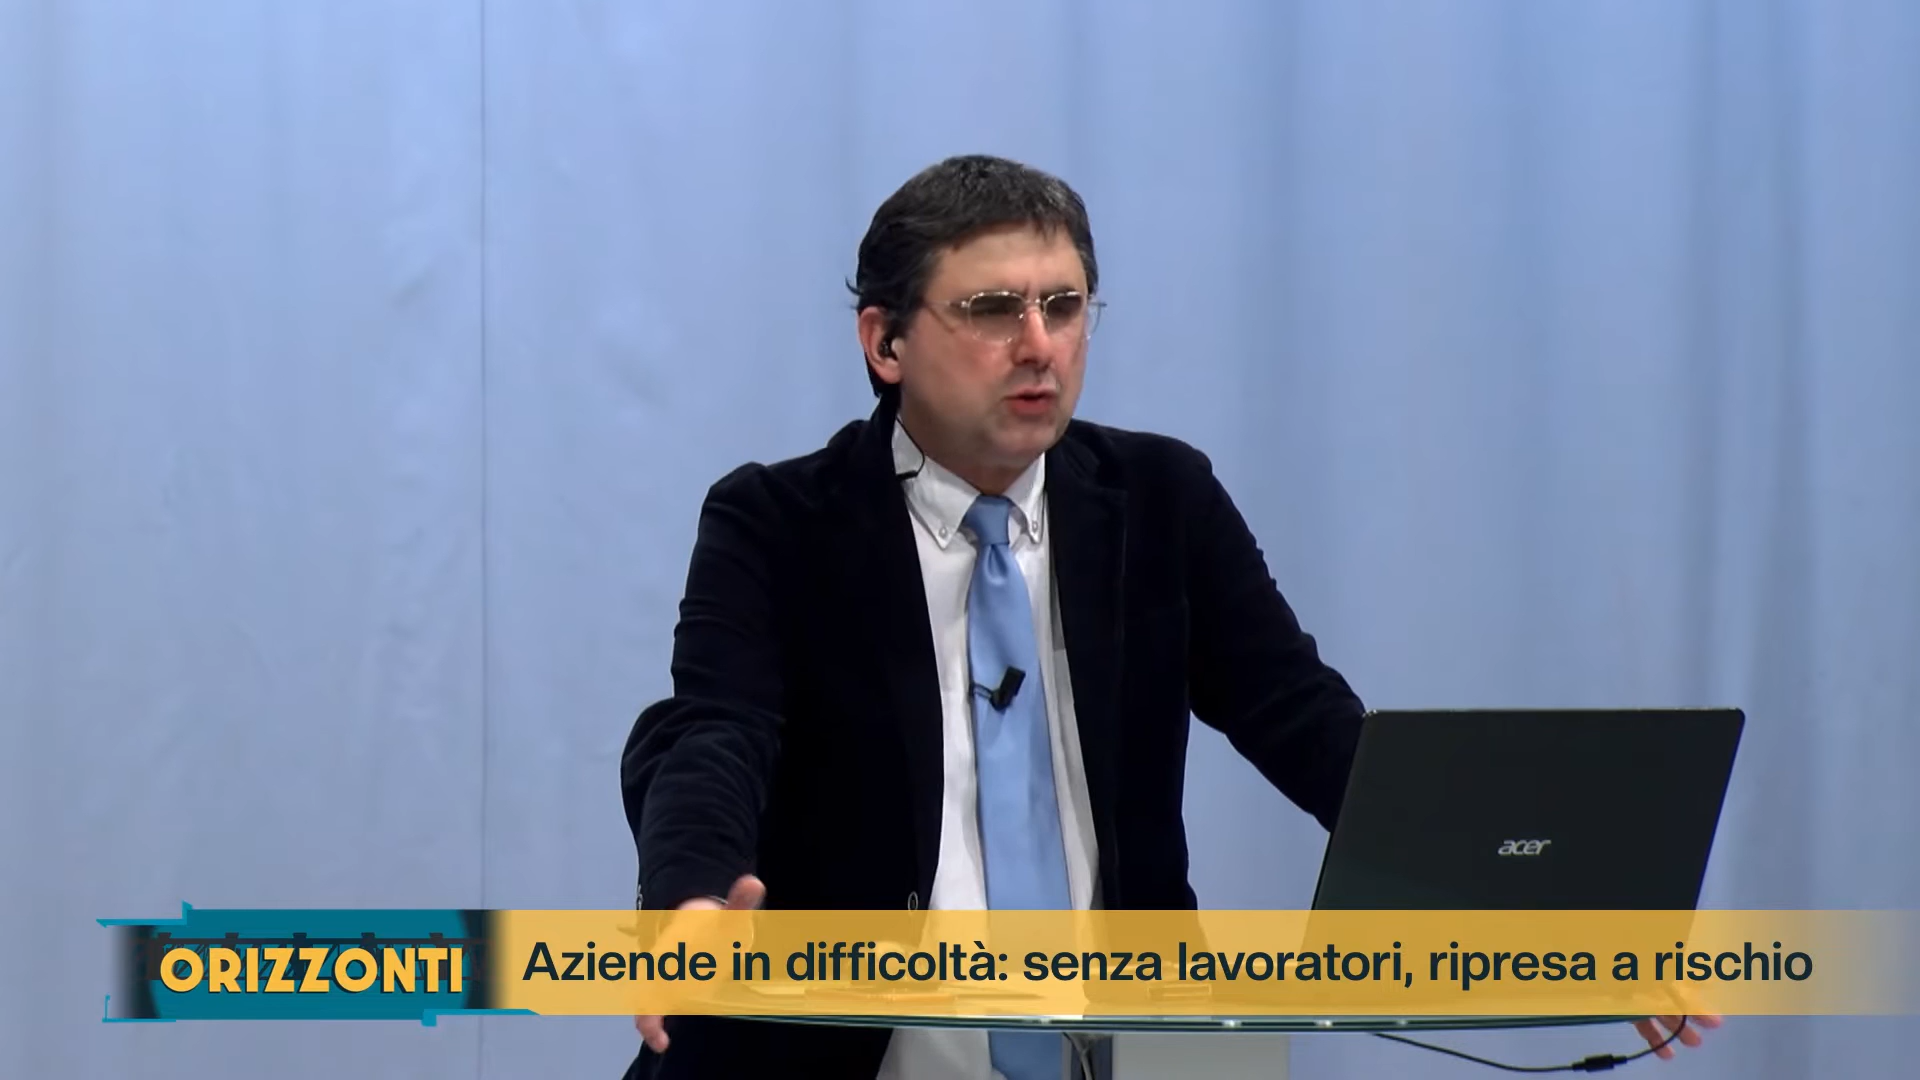 acer
ORIZZONTI
Aziende in difficoltà: senza lavoratori, ripresa a rischio